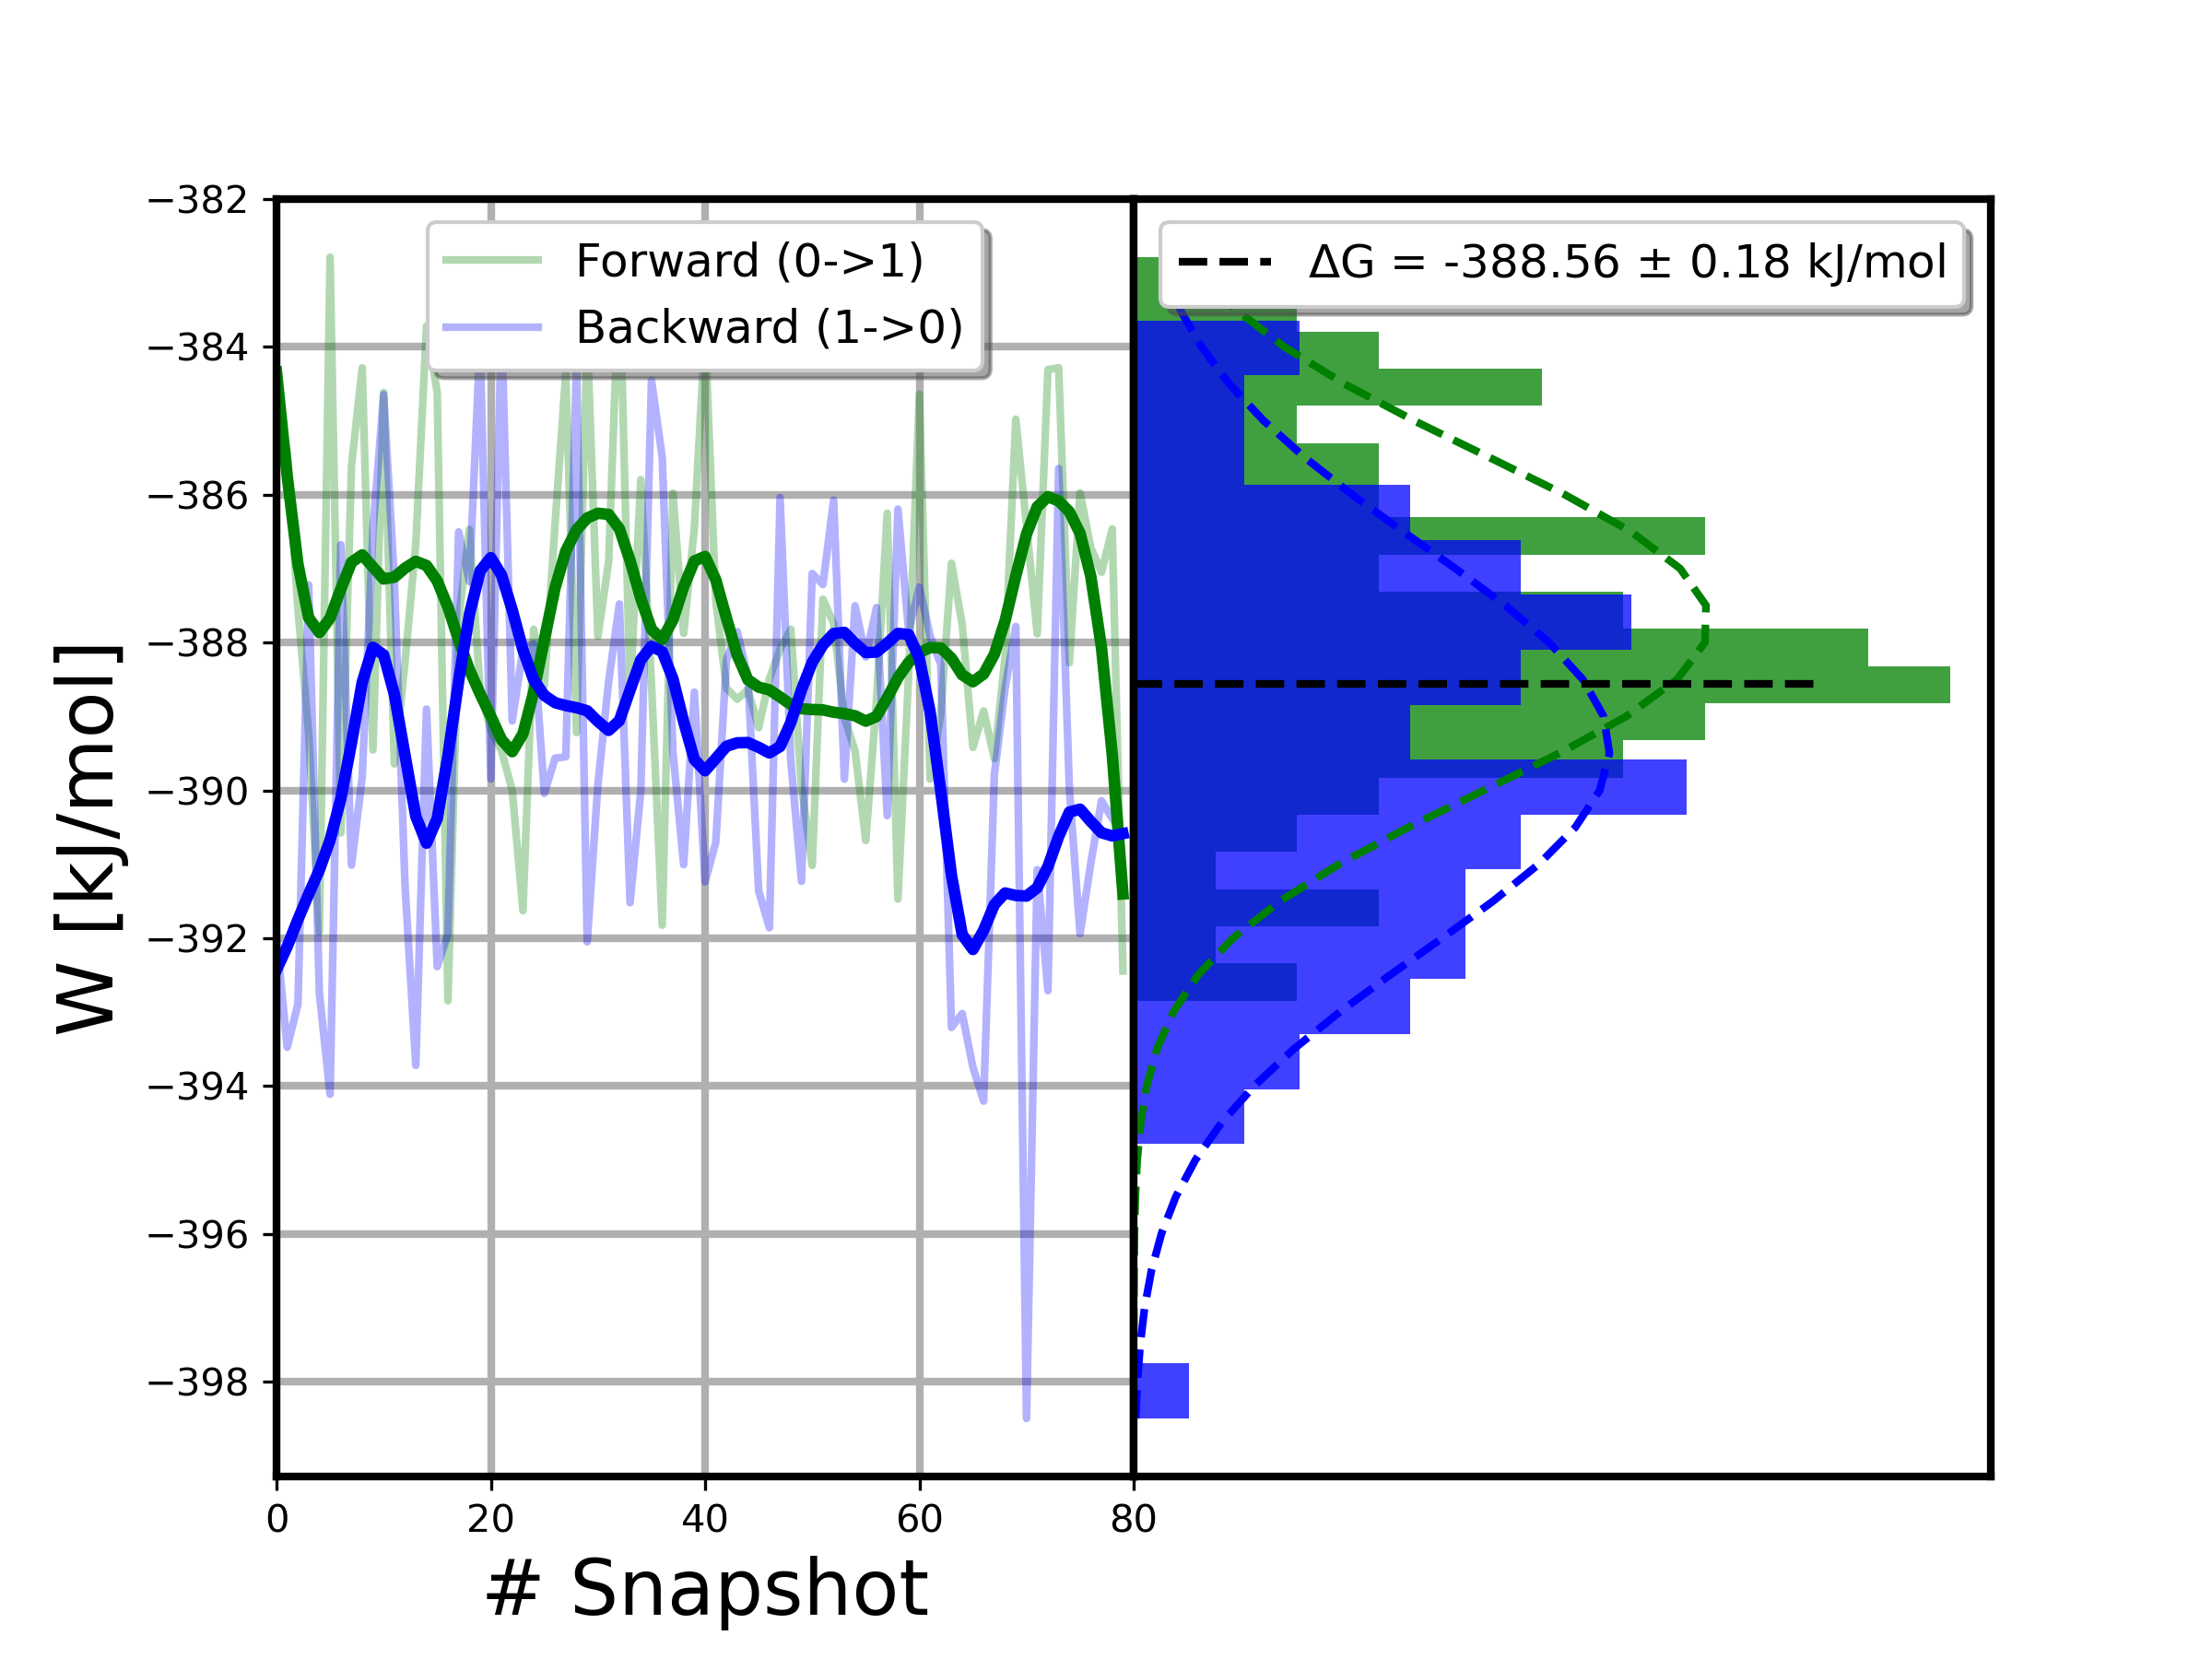 Forward (0->1)
Backward (1->0)
ΔG = -388.56 ± 0.18 kJ/mol
W [kJ/mol]
−382
−384
−386
−388
−390
−392
−394
−396
−398
0 20 40 60 80
# Snapshot